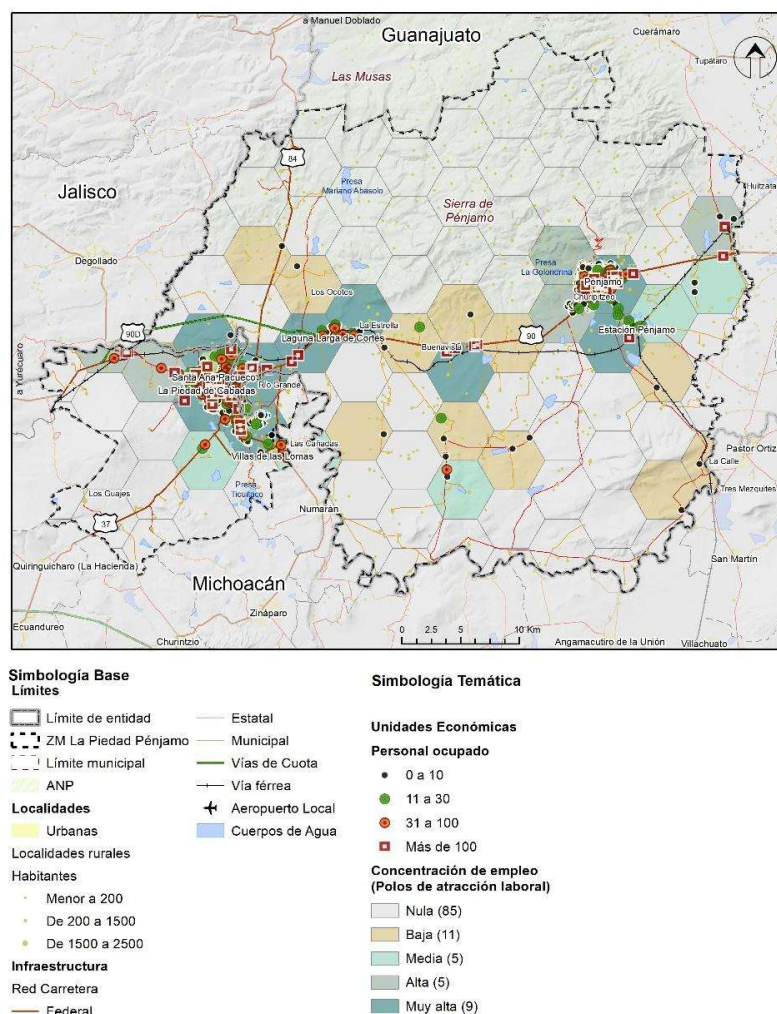 a Manuel Doblado
Guanajuato
Cuerámaro
Tupátaro
Las Musas
84
Jalisco
Presa
Mariano Abasolo
Sierra de
Pénjamo
Huitzata
Degollado
Presa
La Golondrina
Los Ocotes
Pénjamo
Churipitzeo
90D
La Estrella
Laguna Larga de Cortés
Buenavista
90
Estación Pénjamo
a Yurécuaro
Santa Ana Pacueco
La Piedad de Cabadas
Río Grande
Las Cañadas
Villas de las Lomas
Pastor Ortiz
La Calle
Los Guajes
Presa
Ticuitaco
Tres Mezquites
37
Numarán
Quiringuicharo (La Hacienda)
Michoacán
San Martín
Zináparo
Ecuandureo
Churintzio
0 2.5 5 10 Km
Angamacutiro de la Unión
Villachuato
Simbología Base
Límites
Límite de entidad
ZM La Piedad Pénjamo
Límite municipal
ANP
Localidades
Urbanas
Localidades rurales
Habitantes
Menor a 200
De 200 a 1500
De 1500 a 2500
Infraestructura
Red Carretera
Federal
Estatal
Municipal
Vías de Cuota
Vía férrea
Aeropuerto Local
Cuerpos de Agua
Simbología Temática
Unidades Económicas
Personal ocupado
0 a 10
11 a 30
31 a 100
Más de 100
Concentración de empleo
(Polos de atracción laboral)
Nula (85)
Baja (11)
Media (5)
Alta (5)
Muy alta (9)